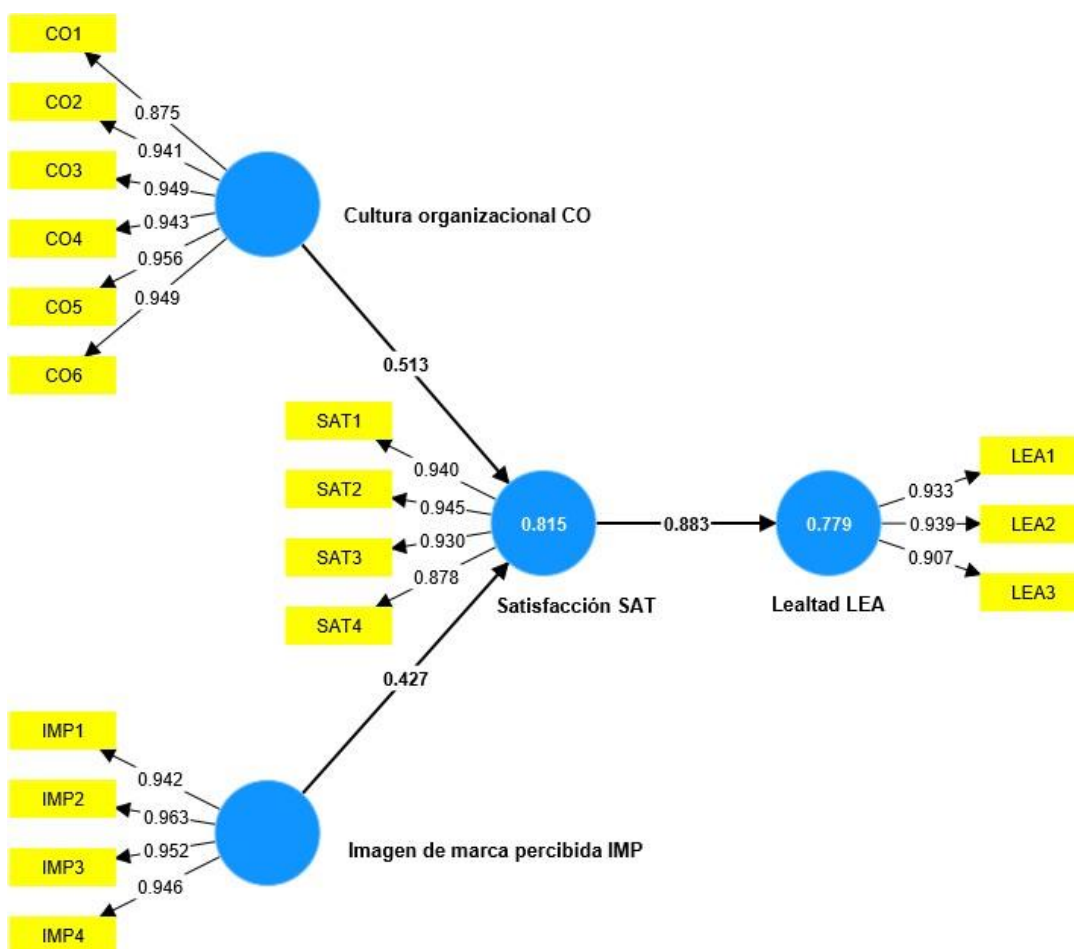 CO1
CO2
CO3
CO4
CO5
CO6
0.875
0.941
0.949
0.943
0.956
0.949
Cultura organizacional CO
0.513
SAT1
SAT2
SAT3
SAT4
0.940
0.945
0.930
0.878
0.815
Satisfacción SAT
0.883
0.779
Lealtad LEA
0.933
0.939
0.907
LEA1
LEA2
LEA3
0.427
IMP1
IMP2
IMP3
IMP4
0.942
0.963
0.952
0.946
Imagen de marca percibida IMP